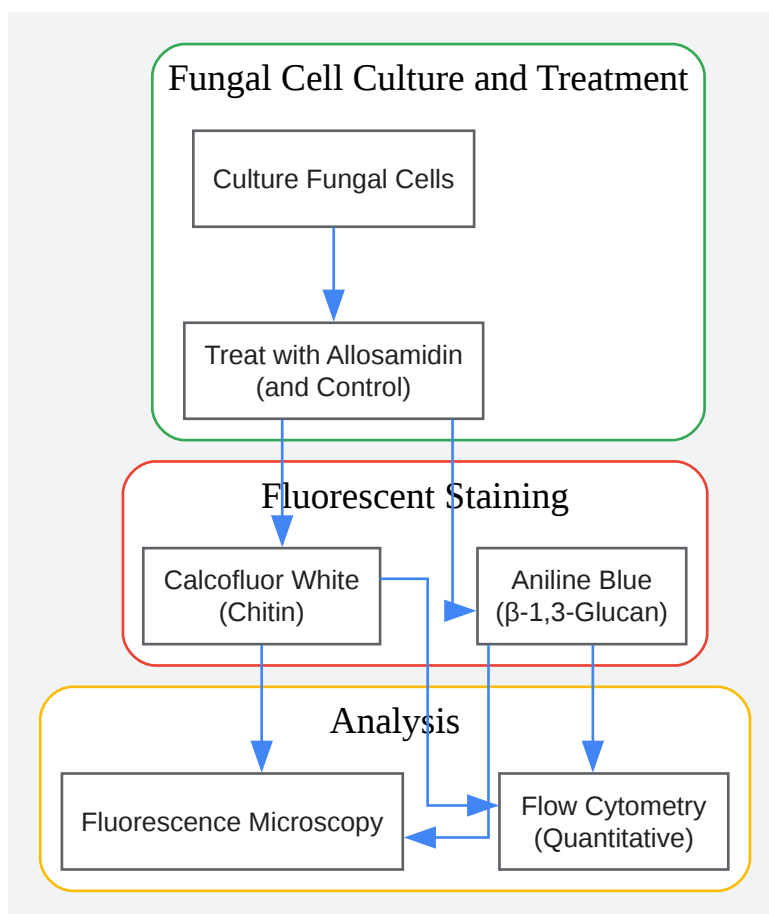 Fungal Cell Culture and Treatment
Culture Fungal Cells
Treat with Allosamidin
(and Control)
Fluorescent Staining
Calcofluor White
(Chitin)
Aniline Blue
(β-1,3-Glucan)
Analysis
Fluorescence Microscopy
Flow Cytometry
(Quantitative)